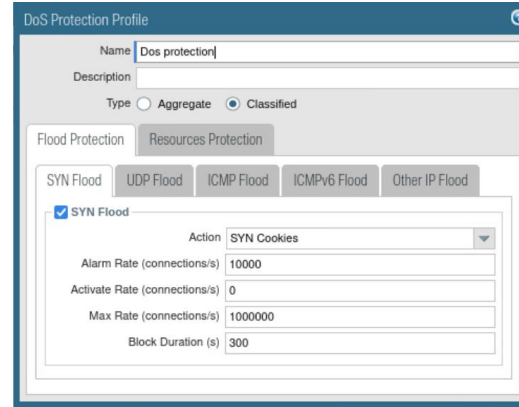 DoS Protection Profile
Name Dos protection
Description
Type Aggregate Classified
Flood Protection Resources Protection
SYN Flood UDP Flood ICMP Flood ICMPv6 Flood Other IP Flood
SYN Flood
Action SYN Cookies
Alarm Rate (connections/s) 10000
Activate Rate (connections/s) 0
Max Rate (connections/s) 1000000
Block Duration (s) 300